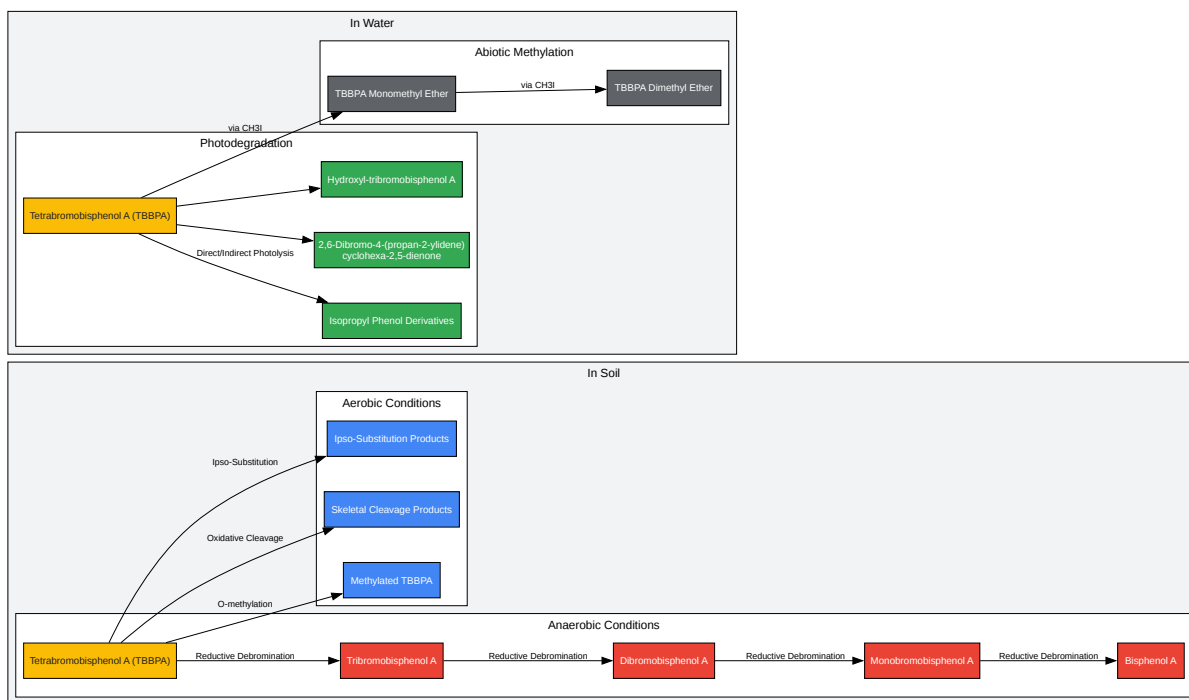 In Water
Abiotic Methylation
TBBPA Monomethyl Ether
via CH3I
TBBPA Dimethyl Ether
via CH3I
Photodegradation
Hydroxyl-tribromobisphenol A
Tetrabromobisphenol A (TBBPA)
2,6-Dibromo-4-(propan-2-ylidene)
cyclohexa-2,5-dienone
Direct/Indirect Photolysis
Isopropyl Phenol Derivatives
In Soil
Aerobic Conditions
Ipso-Substitution Products
Ipso-Substitution
Skeletal Cleavage Products
Oxidative Cleavage
Methylated TBBPA
O-methylation
Anaerobic Conditions
Tetrabromobisphenol A (TBBPA)
Reductive Debromination
Tribromobisphenol A
Reductive Debromination
Dibromobisphenol A
Reductive Debromination
Monobromobisphenol A
Reductive Debromination
Bisphenol A